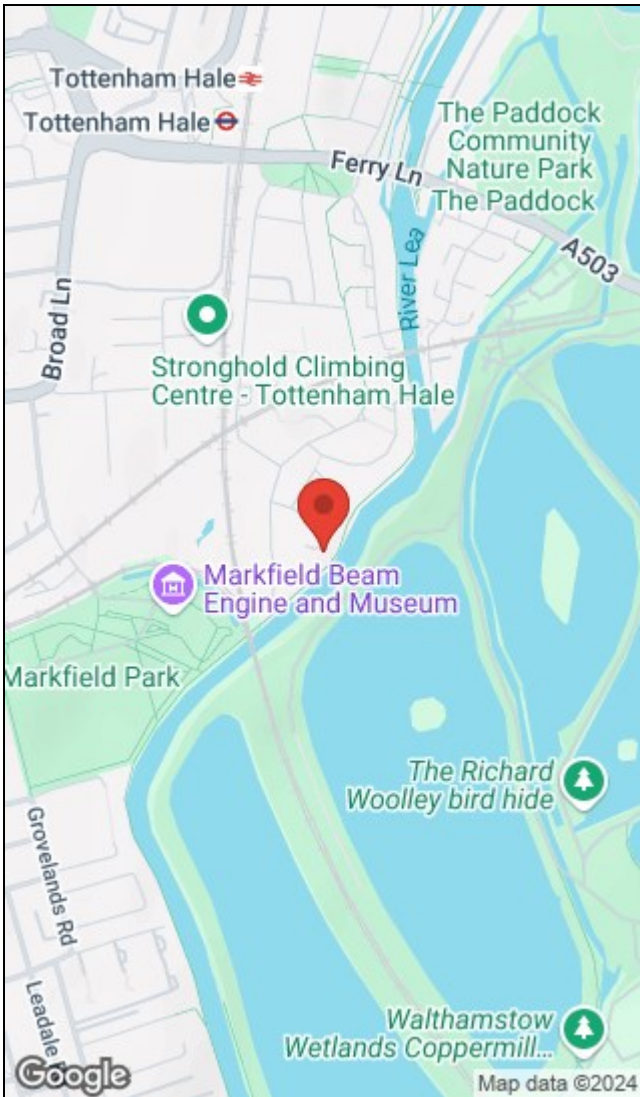 Tottenham Hale
Tottenham Hale
Ferry Ln
The Paddock
Community
Nature Park
The Paddock
A503
River Lea
Broad Ln
Stronghold Climbing
Centre - Tottenham Hale
Markfield Beam
Engine and Museum
Markfield Park
The Richard
Woolley bird hide
Grovelands Rd
Leadale
Walthamstow
Wetlands Coppermill...
Google
Map data ©2024